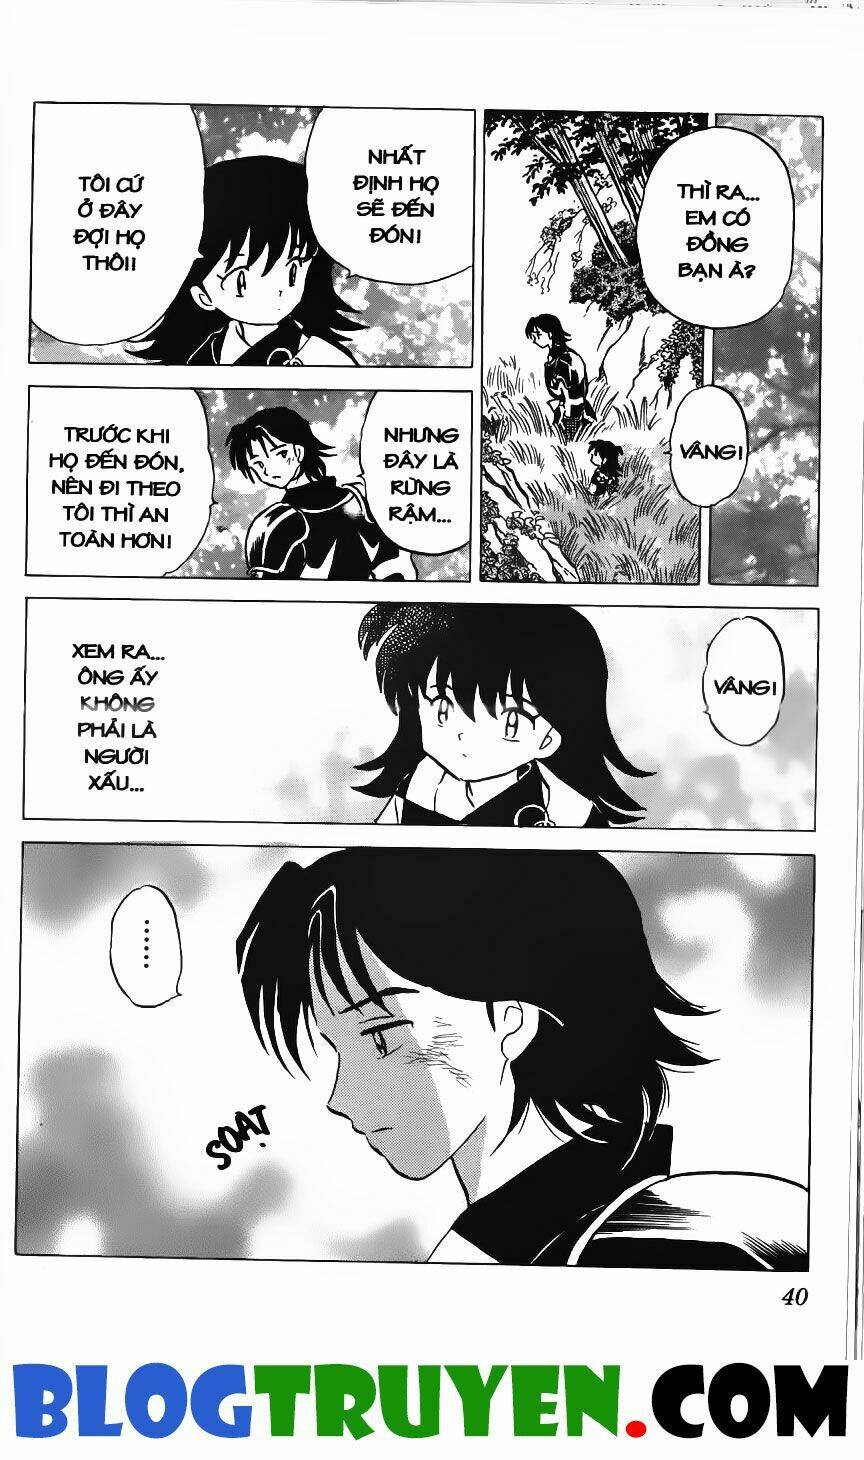 THÌ RA...
EM CÓ
ĐỒNG
BẠN À?
VÂNG!
NHẤT
ĐỊNH HỌ
SẼ ĐẾN
ĐÓN!
TÔI CỨ
Ở ĐÂY
ĐỢI HỌ
THÔI!
NHƯNG
ĐÂY LÀ
RỪNG
RẬM...
TRƯỚC KHI
HỌ ĐẾN ĐÓN,
NÊN ĐI THEO
TÔI THÌ AN
TOÀN HƠN!
VÂNG!
XEM RA...
ÔNG ẤY
KHÔNG
PHẢI LÀ
NGƯỜI
XẤU...
......
SOẠT
40
BLOGTRUYEN.COM